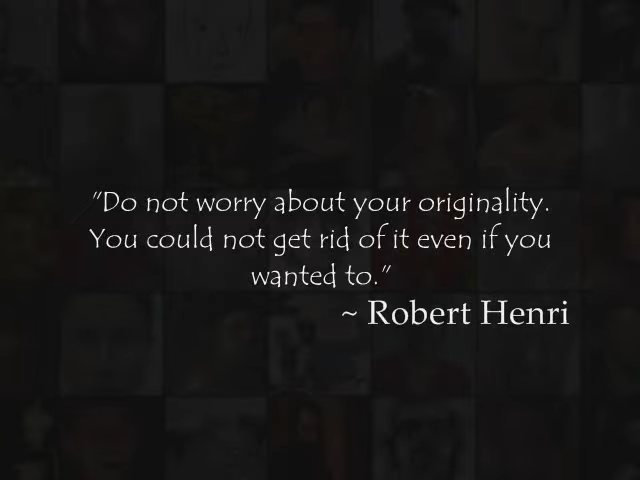 "Do not worry about your originality.
You could not get rid of it even if you
wanted to."
~ Robert Henri